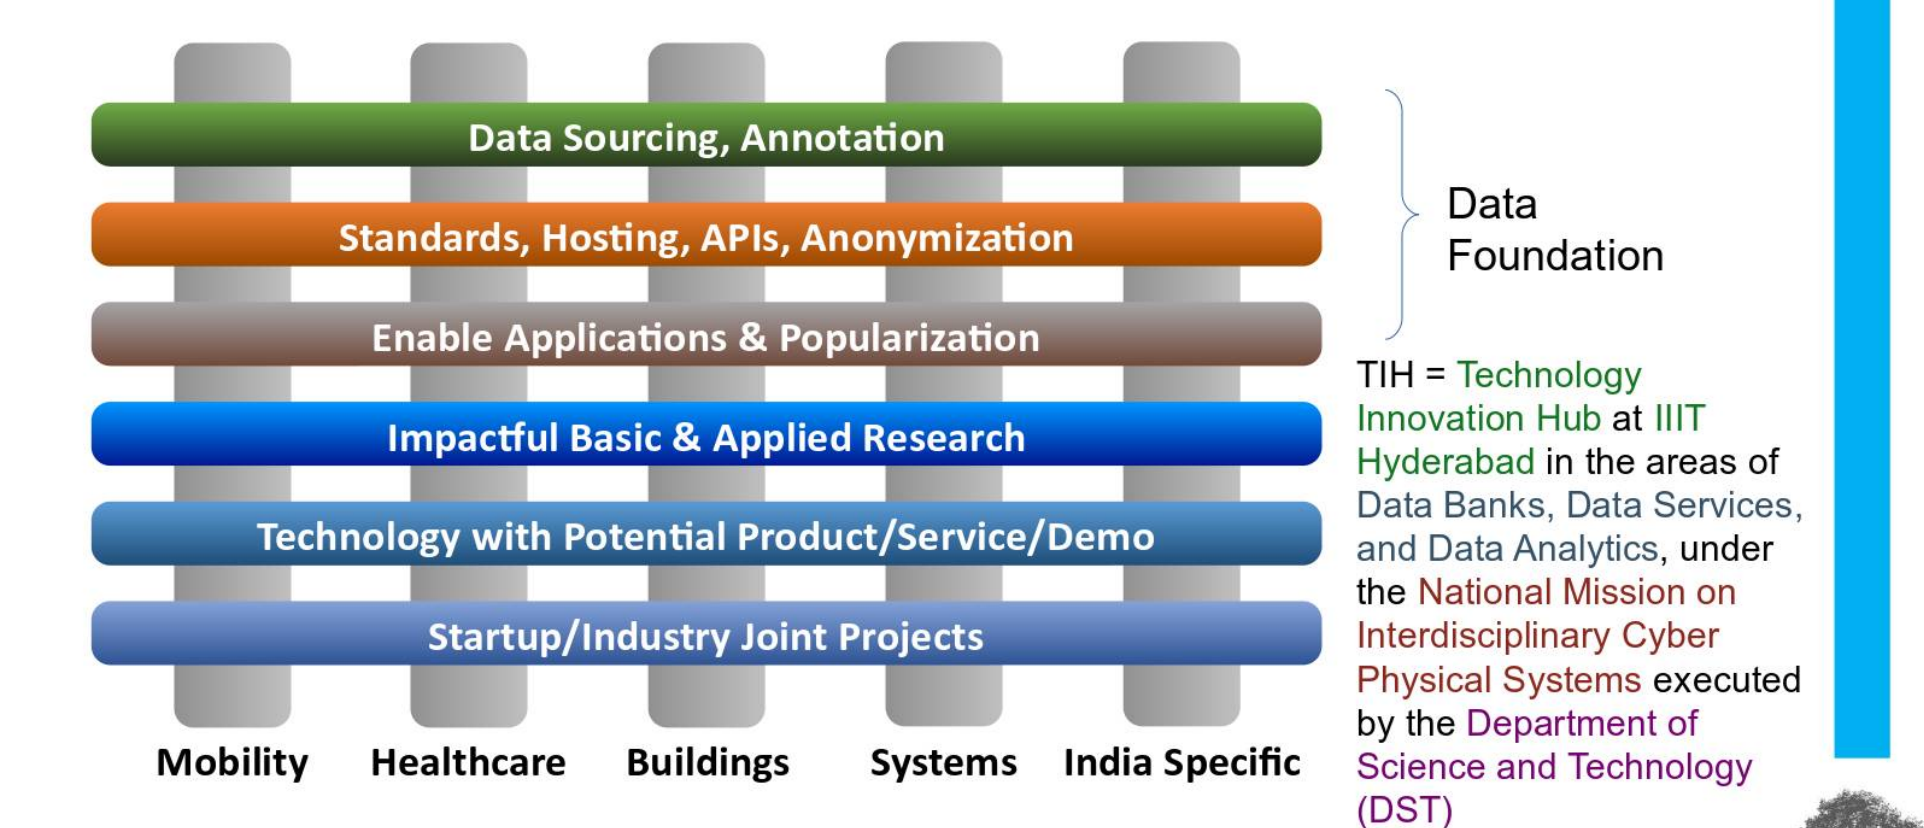 Data Sourcing, Annotation
Standards, Hosting, APIs, Anonymization
Enable Applications & Popularization
Impactful Basic & Applied Research
Technology with Potential Product/Service/Demo
Startup/Industry Joint Projects
Mobility
Healthcare
Buildings
Systems
India Specific
Data
Foundation
TIH = Technology
Innovation Hub at IIIT
Hyderabad in the areas of
Data Banks, Data Services,
and Data Analytics, under
the National Mission on
Interdisciplinary Cyber
Physical Systems executed
by the Department of
Science and Technology
(DST)